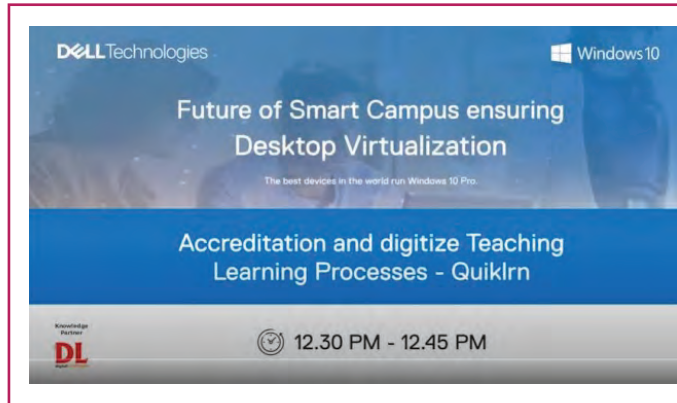 DELLTechnologies
Windows10
Future of Smart Campus ensuring
Desktop Virtualization
The best devices in the world run Windows 10 Pro.
Accreditation and digitize Teaching
Learning Processes - Quiklrn
Knowledge
Partner
DL
12.30 PM - 12.45 PM